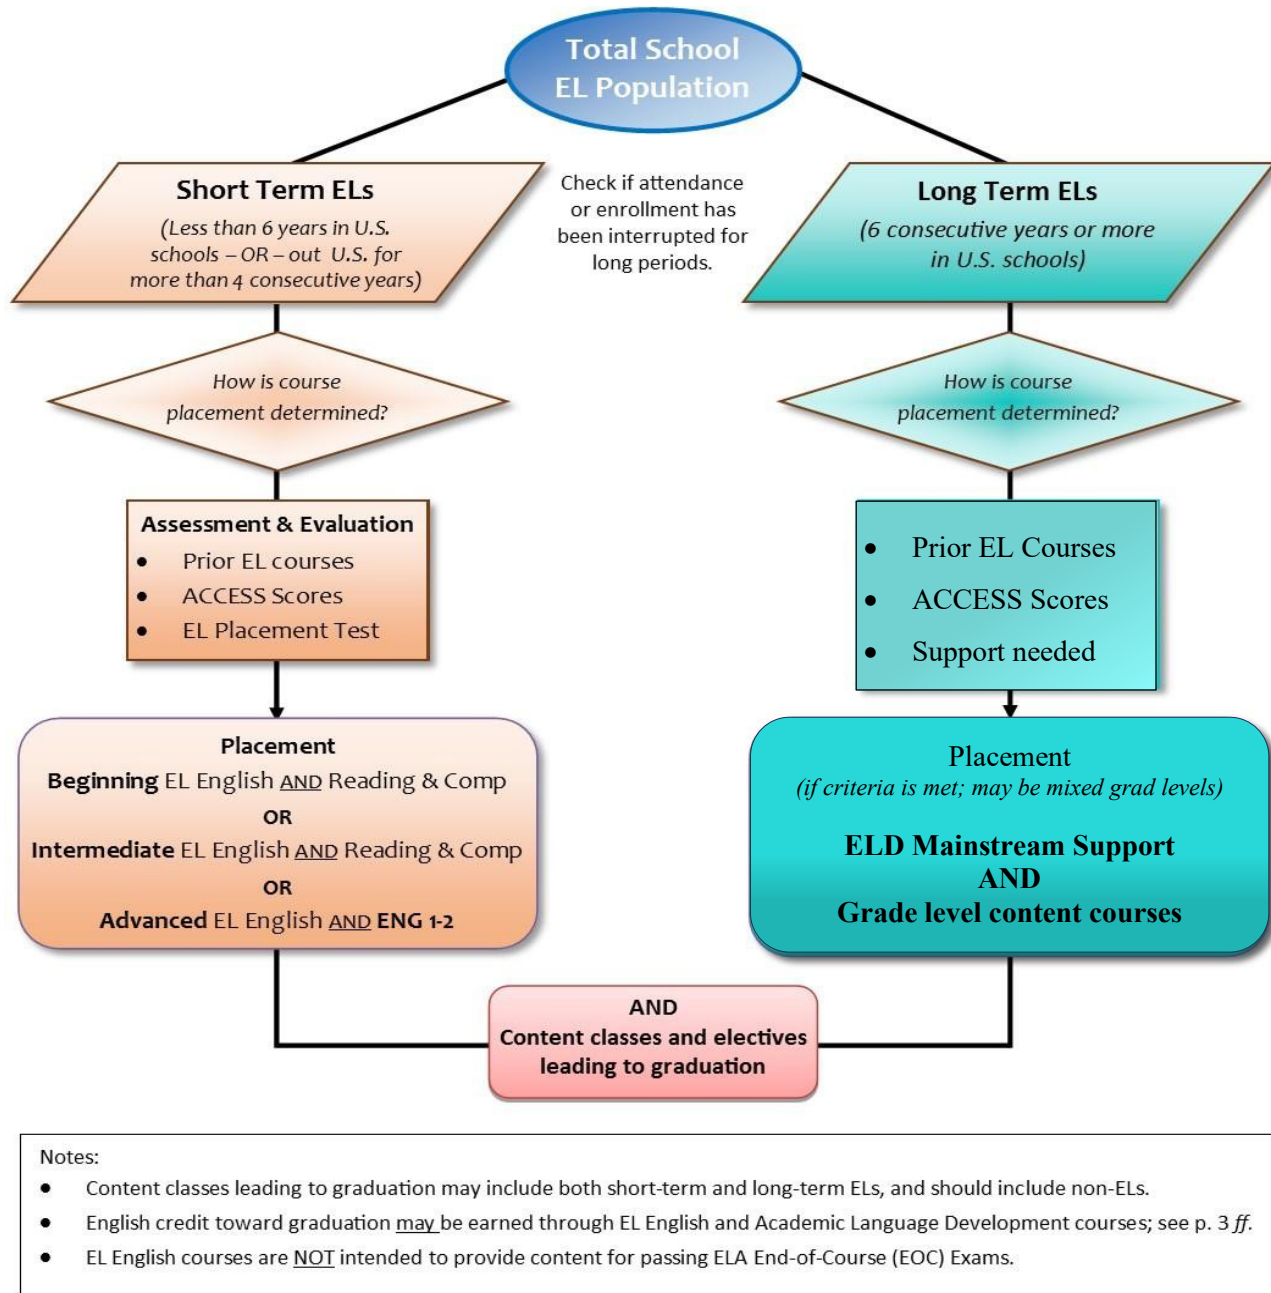 Total School
EL Population
Short Term ELs
(Less than 6 years in U.S.
schools – OR – out  U.S. for
more than 4 consecutive years)
Check if attendance
or enrollment has
been interrupted for
long periods.
Long Term ELs
(6 consecutive years or more
in U.S. schools)
How is course
placement determined?
How is course
placement determined?
Assessment & Evaluation
• Prior EL courses
• ACCESS Scores
• EL Placement Test
• Prior EL Courses
• ACCESS Scores
• Support needed
Placement
Beginning EL English AND Reading & Comp
OR
Intermediate EL English AND Reading & Comp
OR
Advanced EL English AND ENG 1-2
Placement
(if criteria is met; may be mixed grad levels)
ELD Mainstream Support
AND
Grade level content courses
AND
Content classes and electives
leading to graduation
Notes:
• Content classes leading to graduation may include both short-term and long-term ELs, and should include non-ELs.
• English credit toward graduation may be earned through EL English and Academic Language Development courses; see p. 3 ff.
• EL English courses are NOT intended to provide content for passing ELA End-of-Course (EOC) Exams.